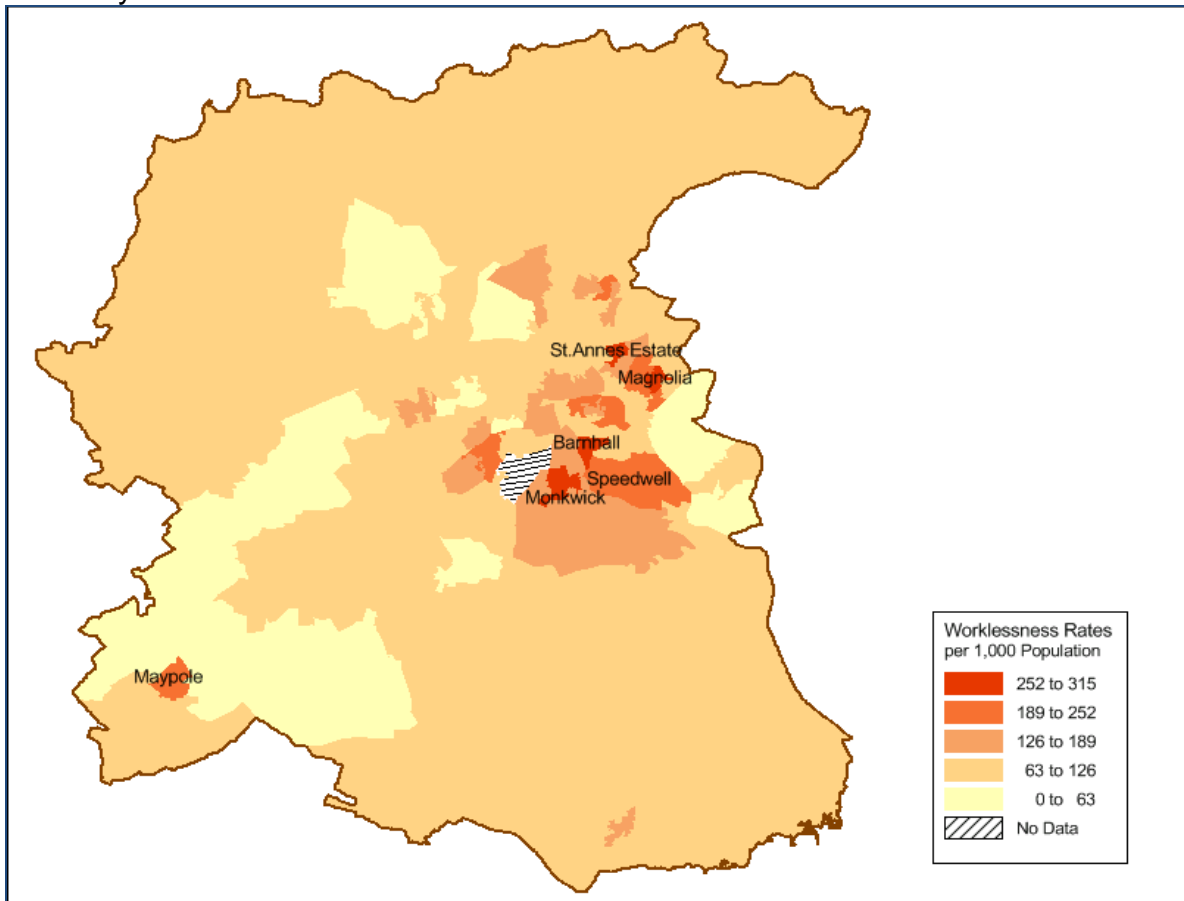 St.Annes Estate
Magnolia
Barnhall
Speedwell
Monkwick
Maypole
Worklessness Rates
per 1,000 Population
252 to 315
189 to 252
126 to 189
63 to 126
0 to 63
No Data